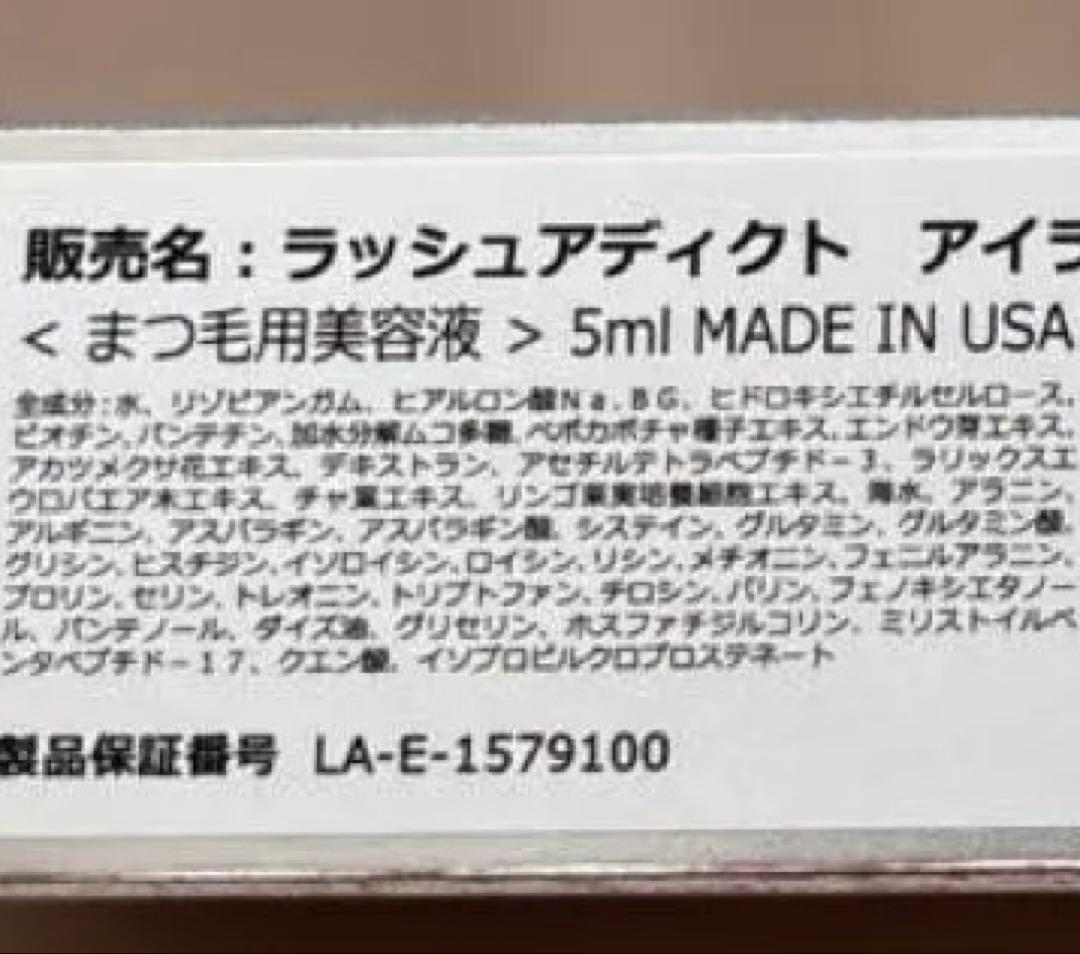 販売名：ラッシュアディクト　アイラ
< まつ毛用美容液 > 5ml MADE IN USA
全成分:水、リゾビアンガム、ヒアルロン酸Na、BG、ヒドロキシエチルセルロース、
ビオチン、パンテチン、加水分解ムコ多糖、ペポカボチャ種子エキス、エンドウ芽エキス、
アカツメクサ花エキス、デキストラン、アセチルテトラペプチド-3、ラリックスエ
ウロパエア木エキス、チャ葉エキス、リンゴ果実培養細胞エキス、海水、アラニン、
アルギニン、アスパラギン、アスパラギン酸、システイン、グルタミン、グルタミン酸、
グリシン、ヒスチジン、イソロイシン、ロイシン、リシン、メチオニン、フェニルアラニン、
プロリン、セリン、トレオニン、トリプトファン、チロシン、バリン、フェノキシエタノー
ル、パンテノール、ダイズ油、グリセリン、ホスファチジルコリン、ミリストイルペ
ンタペプチド-17、クエン酸、イソプロピルクロプロステネート
製品保証番号 LA-E-1579100